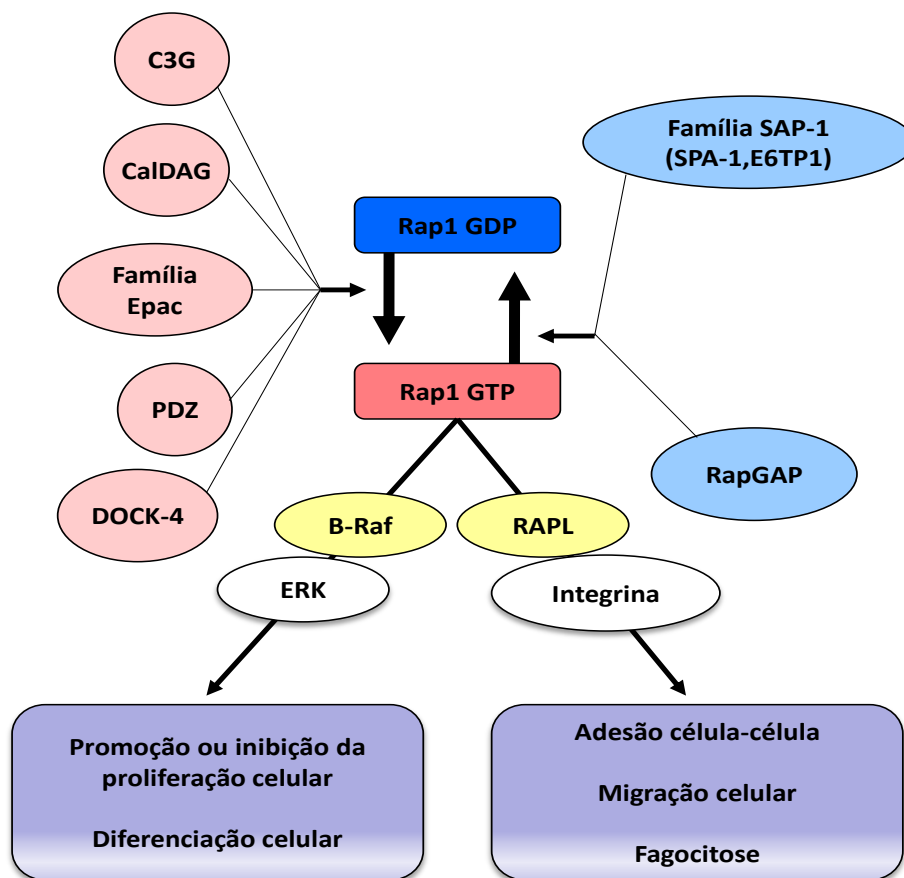 C3G
CalDAG
Família
Epac
PDZ
DOCK-4
Família SAP-1
(SPA-1,E6TP1)
RapGAP
Rap1 GDP
Rap1 GTP
B-Raf
RAPL
ERK
Integrina
Promoção ou inibição da
proliferação celular
Diferenciação celular
Adesão célula-célula
Migração celular
Fagocitose